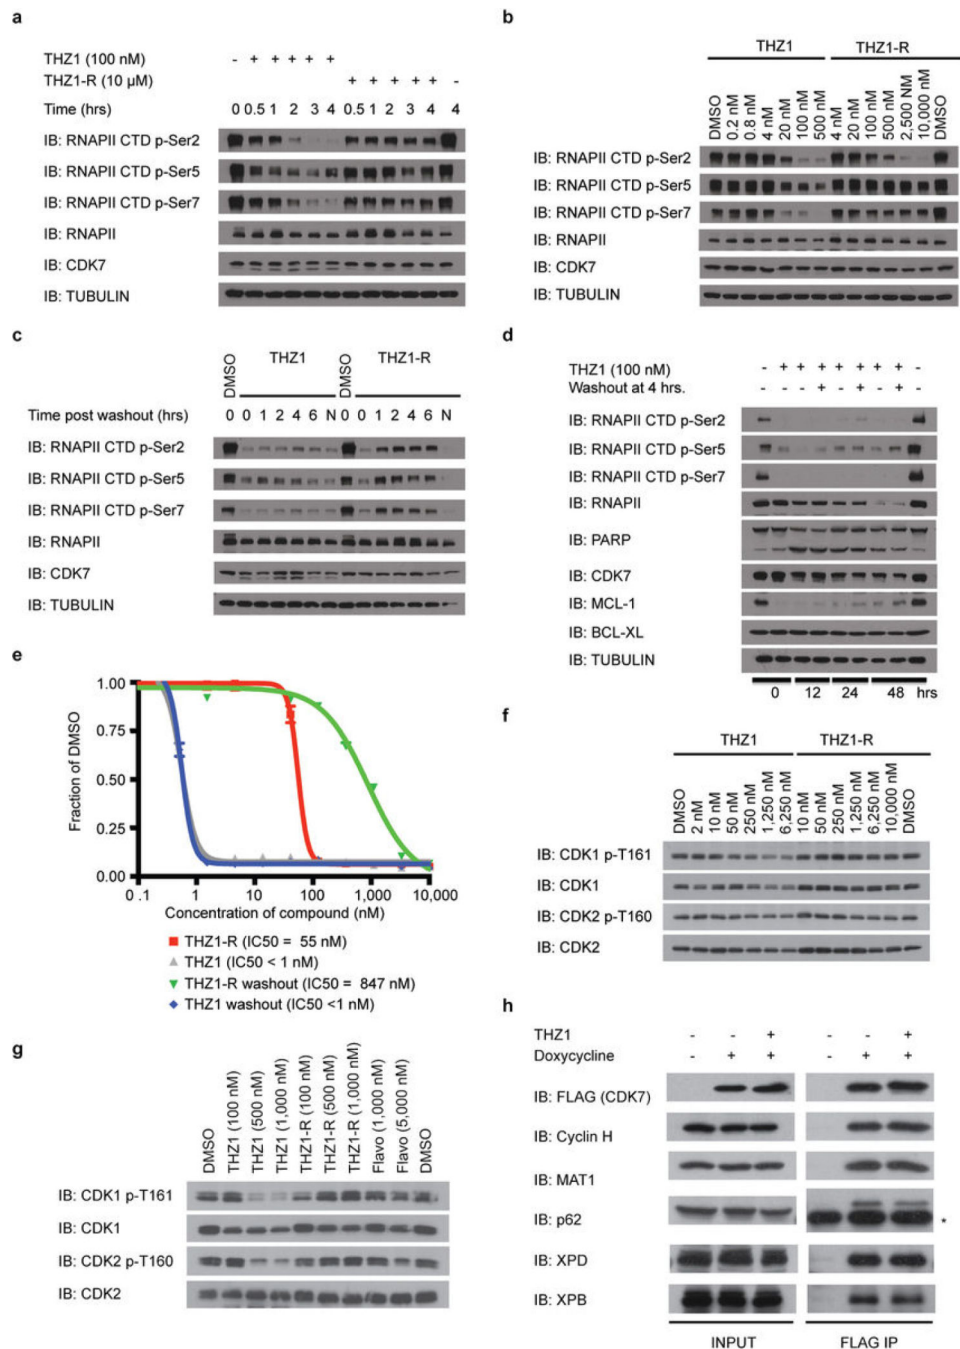 a
THZ1 (100 nM) - + + + + +
THZ1-R (10 µM) + + + + + -
Time (hrs) 0 0.5 1 2 3 4 0.5 1 2 3 4 4
IB: RNAPII CTD p-Ser2
IB: RNAPII CTD p-Ser5
IB: RNAPII CTD p-Ser7
IB: RNAPII
IB: CDK7
IB: TUBULIN
b
THZ1 THZ1-R
DMSO 0.2 nM 0.8 nM 4 nM 20 nM 100 nM 500 nM 4 nM 20 nM 100 nM 500 nM 2,500 NM 10,000 nM DMSO
IB: RNAPII CTD p-Ser2
IB: RNAPII CTD p-Ser5
IB: RNAPII CTD p-Ser7
IB: RNAPII
IB: CDK7
IB: TUBULIN
c
DMSO THZ1 DMSO THZ1-R
Time post washout (hrs) 0 0 1 2 4 6 N 0 0 1 2 4 6 N
IB: RNAPII CTD p-Ser2
IB: RNAPII CTD p-Ser5
IB: RNAPII CTD p-Ser7
IB: RNAPII
IB: CDK7
IB: TUBULIN
d
THZ1 (100 nM) - + + + + + + + -
Washout at 4 hrs. - - - + - + - + -
IB: RNAPII CTD p-Ser2
IB: RNAPII CTD p-Ser5
IB: RNAPII CTD p-Ser7
IB: RNAPII
IB: PARP
IB: CDK7
IB: MCL-1
IB: BCL-XL
IB: TUBULIN
0 12 24 48 hrs
e
Fraction of DMSO
1.00
0.75
0.50
0.25
0.00
0.1 1 10 100 1,000 10,000
Concentration of compound (nM)
THZ1-R (IC50 = 55 nM)
THZ1 (IC50 < 1 nM)
THZ1-R washout (IC50 = 847 nM)
THZ1 washout (IC50 <1 nM)
f
THZ1 THZ1-R
DMSO 2 nM 10 nM 50 nM 250 nM 1,250 nM 6,250 nM 10 nM 50 nM 250 nM 1,250 nM 6,250 nM 10,000 nM DMSO
IB: CDK1 p-T161
IB: CDK1
IB: CDK2 p-T160
IB: CDK2
g
DMSO THZ1 (100 nM) THZ1 (500 nM) THZ1 (1,000 nM) THZ1-R (100 nM) THZ1-R (500 nM) THZ1-R (1,000 nM) Flavo (1,000 nM) Flavo (5,000 nM) DMSO
IB: CDK1 p-T161
IB: CDK1
IB: CDK2 p-T160
IB: CDK2
h
THZ1 - - + - - +
Doxycycline - + + - + +
IB: FLAG (CDK7)
IB: Cyclin H
IB: MAT1
IB: p62 *
IB: XPD
IB: XPB
INPUT FLAG IP